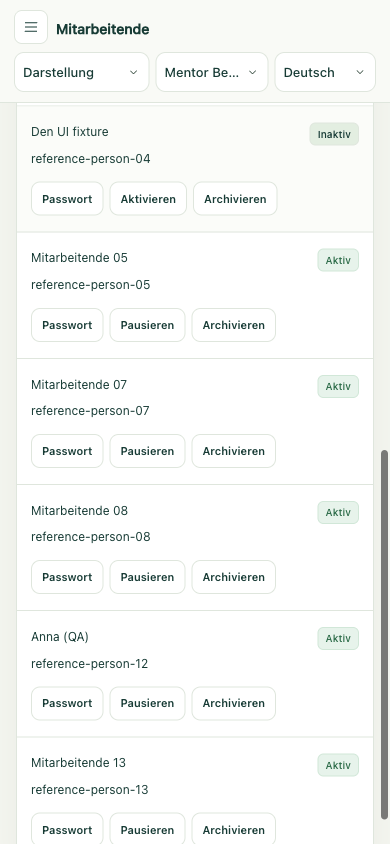 Mitarbeitende
Darstellung
Mentor Be...
Deutsch
Den UI fixture
Inaktiv
reference-person-04
Passwort
Aktivieren
Archivieren
Mitarbeitende 05
Aktiv
reference-person-05
Passwort
Pausieren
Archivieren
Mitarbeitende 07
Aktiv
reference-person-07
Passwort
Pausieren
Archivieren
Mitarbeitende 08
Aktiv
reference-person-08
Passwort
Pausieren
Archivieren
Anna (QA)
Aktiv
reference-person-12
Passwort
Pausieren
Archivieren
Mitarbeitende 13
Aktiv
reference-person-13
Passwort
Pausieren
Archivieren